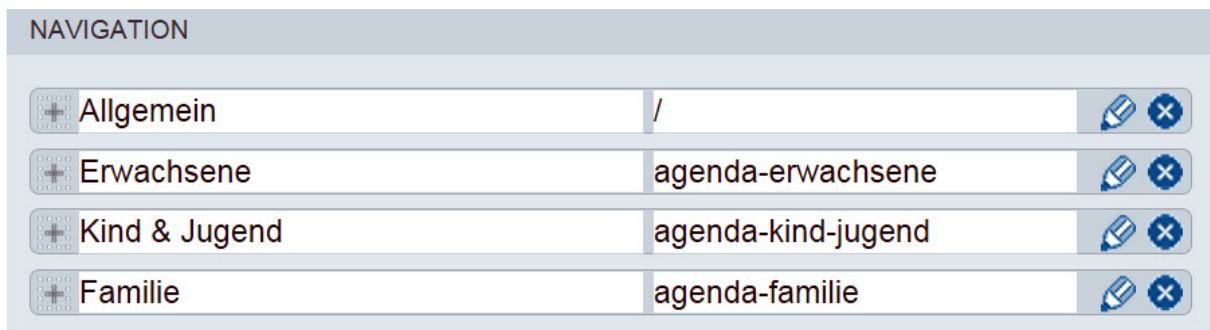 NAVIGATION
Allgemein /
Erwachsene agenda-erwachsene
Kind & Jugend agenda-kind-jugend
Familie agenda-familie